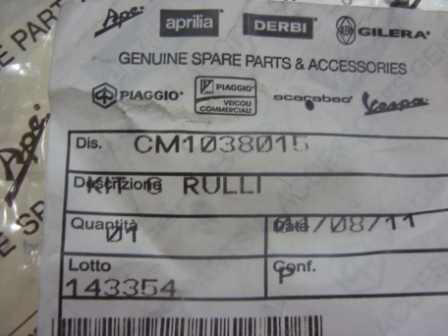 Ape aprilia DERBI GILERA
GENUINE SPARE PARTS & ACCESSORIES
PIAGGIO PIAGGIO VEICOLI COMMERCIALI scarabeo Vespa
Dis. CM1038015
Descrizione KIT 6 RULLI
Quantità 01 Data /08/11
Lotto Conf.
143354 P
Ape